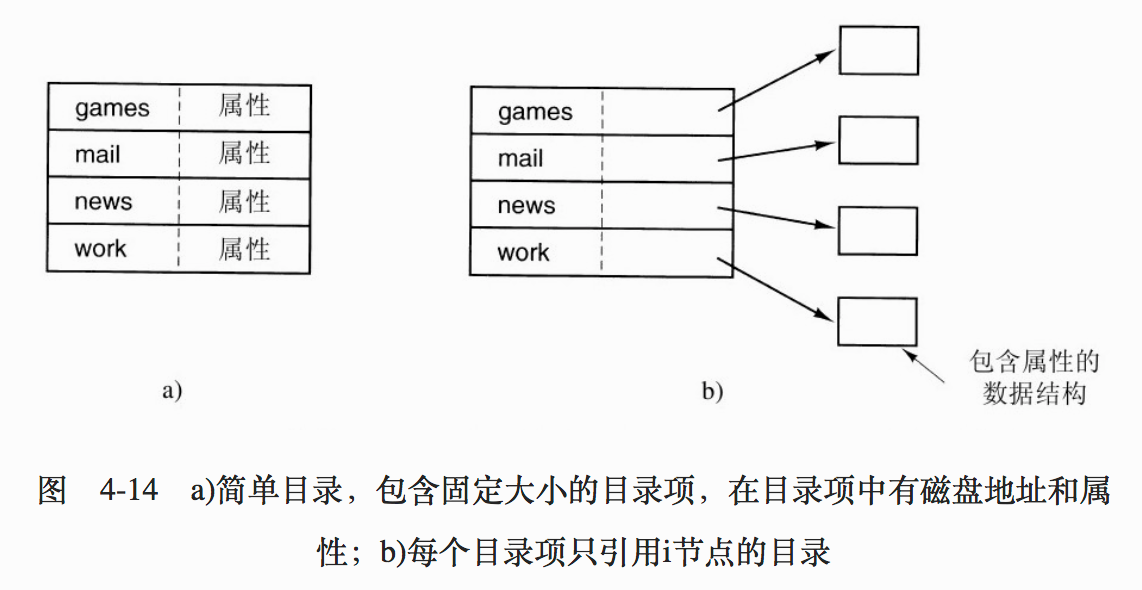 games 属性
mail 属性
news 属性
work 属性
a)
games
mail
news
work
包含属性的
数据结构
b)
图 4-14 a)简单目录，包含固定大小的目录项，在目录项中有磁盘地址和属
性；b)每个目录项只引用i节点的目录